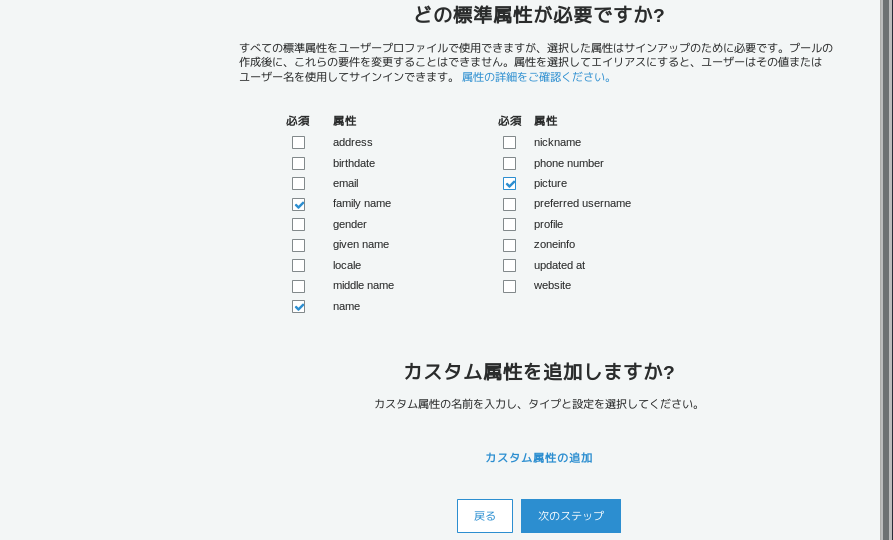 どの標準属性が必要ですか?
すべての標準属性をユーザープロファイルで使用できますが、選択した属性はサインアップのために必要です。プールの
作成後に、これらの要件を変更することはできません。属性を選択してエイリアスにすると、ユーザーはその値または
ユーザー名を使用してサインインできます。 属性の詳細をご確認ください。
必須 属性
address
birthdate
email
family name
gender
given name
locale
middle name
name
必須 属性
nickname
phone number
picture
preferred username
profile
zoneinfo
updated at
website
カスタム属性を追加しますか?
カスタム属性の名前を入力し、タイプと設定を選択してください。
カスタム属性の追加
戻る 次のステップ